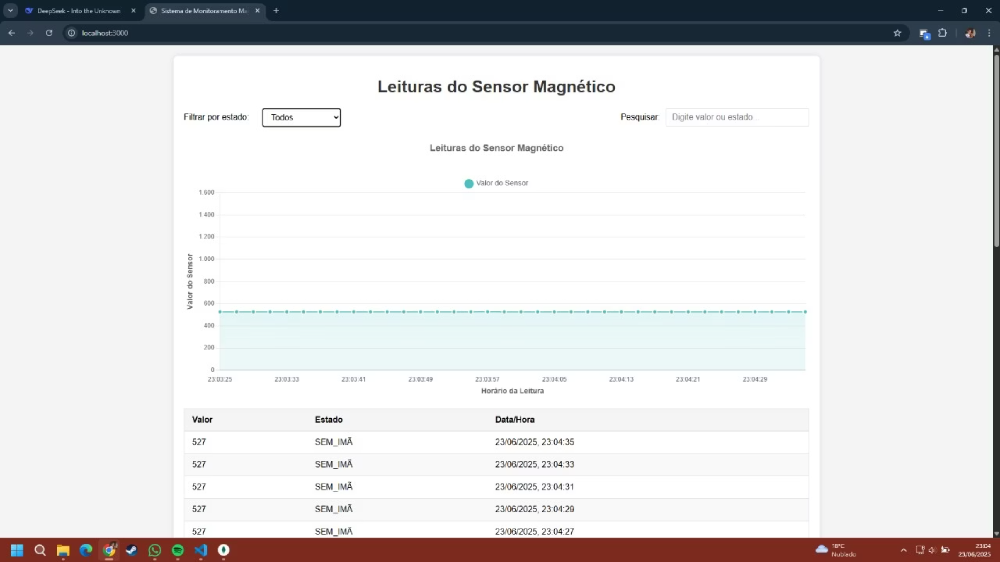 DeepSeek - Into the Unknown
Sistema de Monitoramento Ma
localhost:3000
Leituras do Sensor Magnético
Filtrar por estado:
Todos
Pesquisar:
Digite valor ou estado...
Leituras do Sensor Magnético
Valor do Sensor
1.600
1.400
1.200
1.000
800
600
400
200
0
Valor do Sensor
23:03:25 23:03:33 23:03:41 23:03:49 23:03:57 23:04:05 23:04:13 23:04:21 23:04:29
Horário da Leitura
Valor Estado Data/Hora
527 SEM_IMÃ 23/06/2025, 23:04:35
527 SEM_IMÃ 23/06/2025, 23:04:33
527 SEM_IMÃ 23/06/2025, 23:04:31
527 SEM_IMÃ 23/06/2025, 23:04:29
527 SEM_IMÃ 23/06/2025, 23:04:27
18°C
Nublado
23:04
23/06/2025